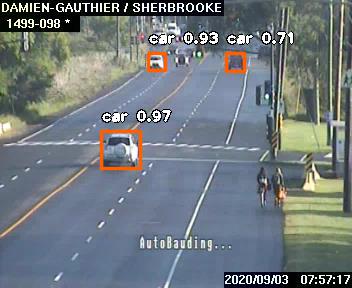 DAMIEN-GAUTHIER / SHERBROOKE
1499-098 *
car 0.93 car 0.71
car 0.97
AutoBauding...
2020/09/03 07:57:17